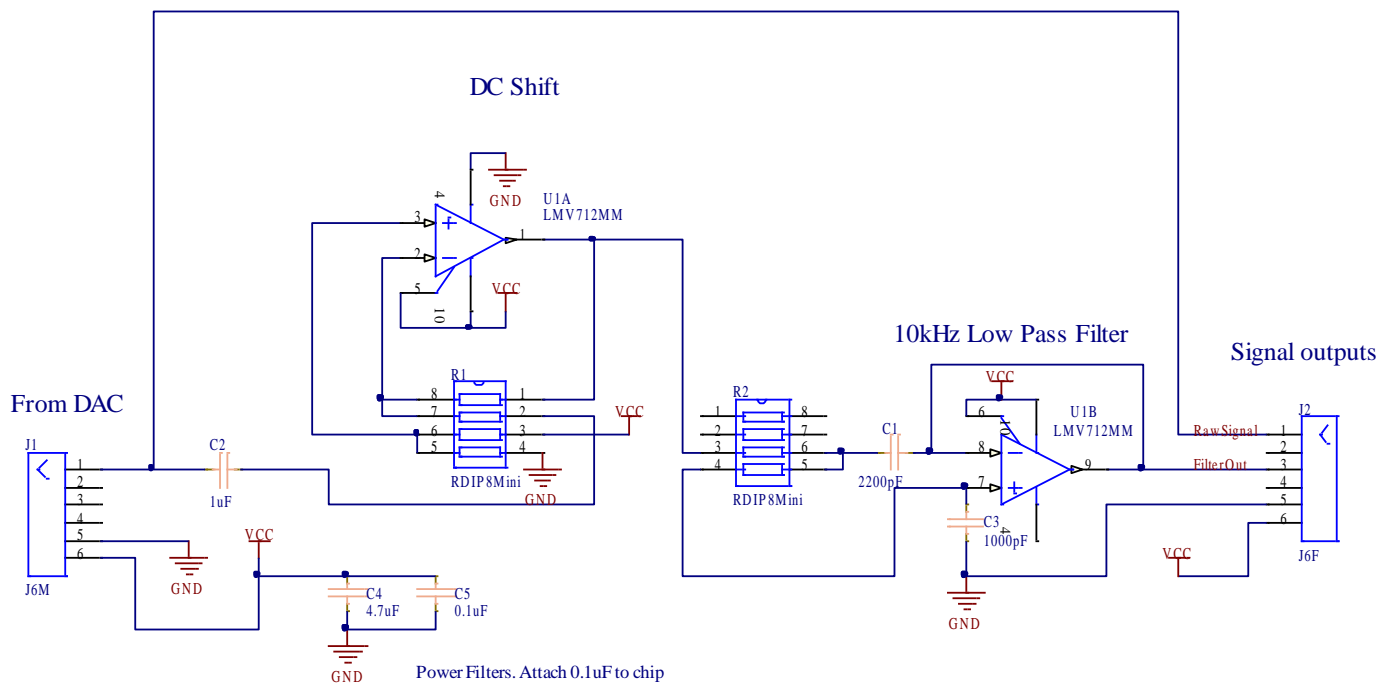 DC Shift
GND
4
U1A
LMV712MM
3
1
2
5
VCC
10
10kHz Low Pass Filter
Signal outputs
From DAC
R1
8
1
7
2
6
3
VCC
5
4
RDIP8Mini
GND
R2
1
8
2
7
3
6
4
5
RDIP8Mini
VCC
6
10
U1B
LMV712MM
C1
8
9
2200pF
7
4
C3
1000pF
GND
J2
RawSignal
1
2
FilterOut
3
4
5
6
J6F
VCC
J1
1
2
3
4
5
6
J6M
C2
1uF
VCC
GND
C4
4.7uF
C5
0.1uF
GND
Power Filters. Attach 0.1uF to chip